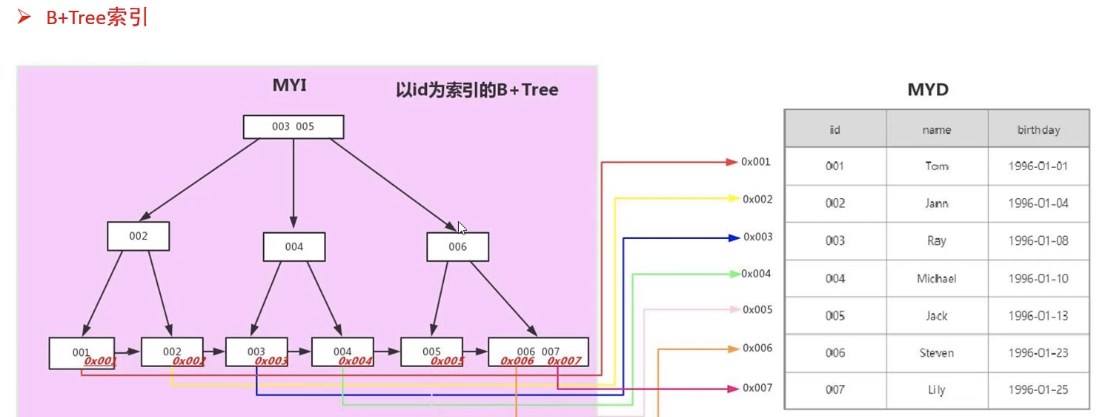 B+Tree索引
MYI
以id为索引的B+Tree
MYD
003 005
002
004
006
001
0x001
002
0x002
003
0x003
004
0x004
005
0x005
006 007
0x006 0x007
0x001
0x002
0x003
0x004
0x005
0x006
0x007
id name birthday
001 Tom 1996-01-01
002 Jann 1996-01-04
003 Ray 1996-01-08
004 Michael 1996-01-10
005 Jack 1996-01-13
006 Steven 1996-01-23
007 Lily 1996-01-25